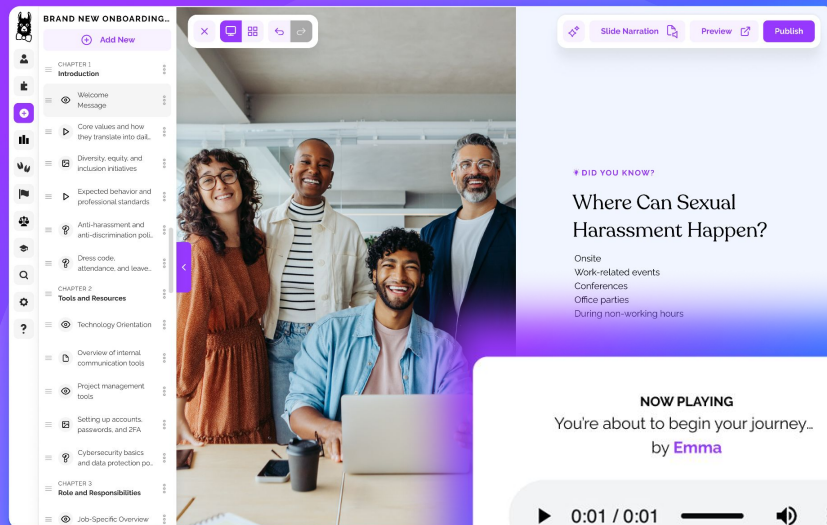 BRAND NEW ONBOARDING...
Add New
CHAPTER 1
Introduction
Welcome
Message
Core values and how
they translate into dail...
Diversity, equity, and
inclusion initiatives
Expected behavior and
professional standards
Anti-harassment and
anti-discrimination poli...
Dress code,
attendance, and leave...
CHAPTER 2
Tools and Resources
Technology Orientation
Overview of internal
communication tools
Project management
tools
Setting up accounts,
passwords, and 2FA
Cybersecurity basics
and data protection po...
CHAPTER 3
Role and Responsibilities
Job-Specific Overview
Slide Narration
Preview
Publish
DID YOU KNOW?
Where Can Sexual
Harassment Happen?
Onsite
Work-related events
Conferences
Office parties
During non-working hours
NOW PLAYING
You're about to begin your journey...
by Emma
0:01 / 0:01